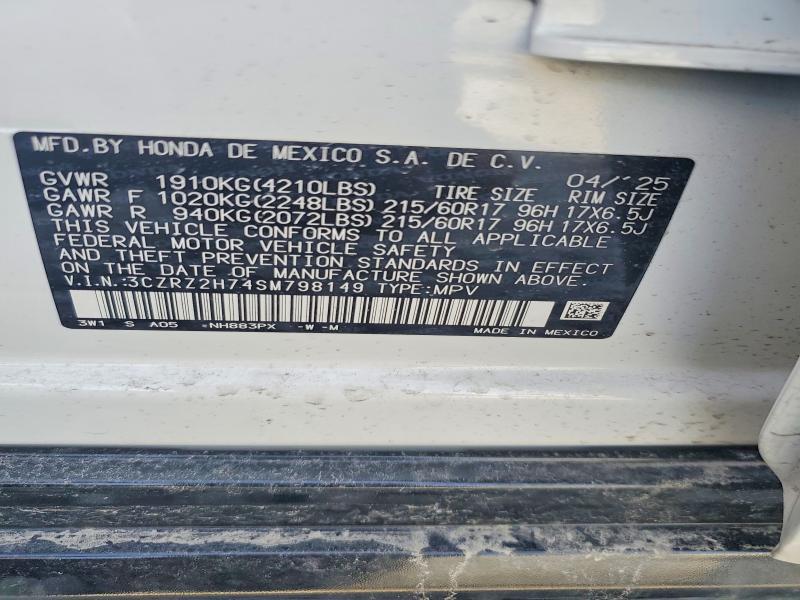 MFD. BY HONDA DE MEXICO S.A. DE C.V. 04/'25
GVWR 1910KG(4210LBS) TIRE SIZE RIM SIZE
GAWR F 1020KG(2248LBS) 215/60R17 96H 17X6.5J
GAWR R 940KG(2072LBS) 215/60R17 96H 17X6.5J
THIS VEHICLE CONFORMS TO ALL APPLICABLE
FEDERAL MOTOR VEHICLE SAFETY
AND THEFT PREVENTION STANDARDS IN EFFECT
ON THE DATE OF MANUFACTURE SHOWN ABOVE.
V.I.N.:3CZRZ2H74SM798149 TYPE:MPV
3W1 S A05 *NH883PX -W -M MADE IN MEXICO